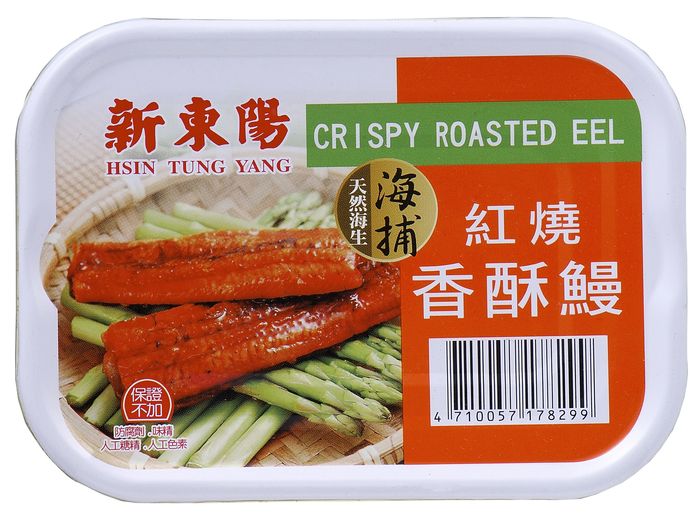 新東陽
HSIN TUNG YANG
CRISPY ROASTED EEL
海捕
天然海生
紅燒
香酥鰻
保證
不加
防腐劑.味精
人工糖精.人工色素
4 710057 178299